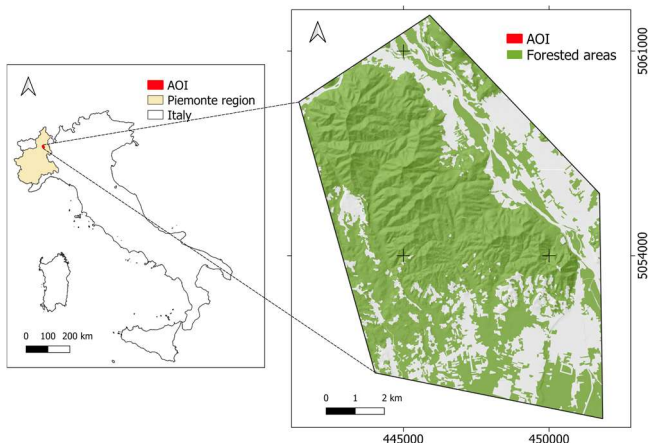 AOI
Piemonte region
Italy
0 100 200 km
AOI
Forested areas
0 1 2 km
5061000
5054000
445000 450000